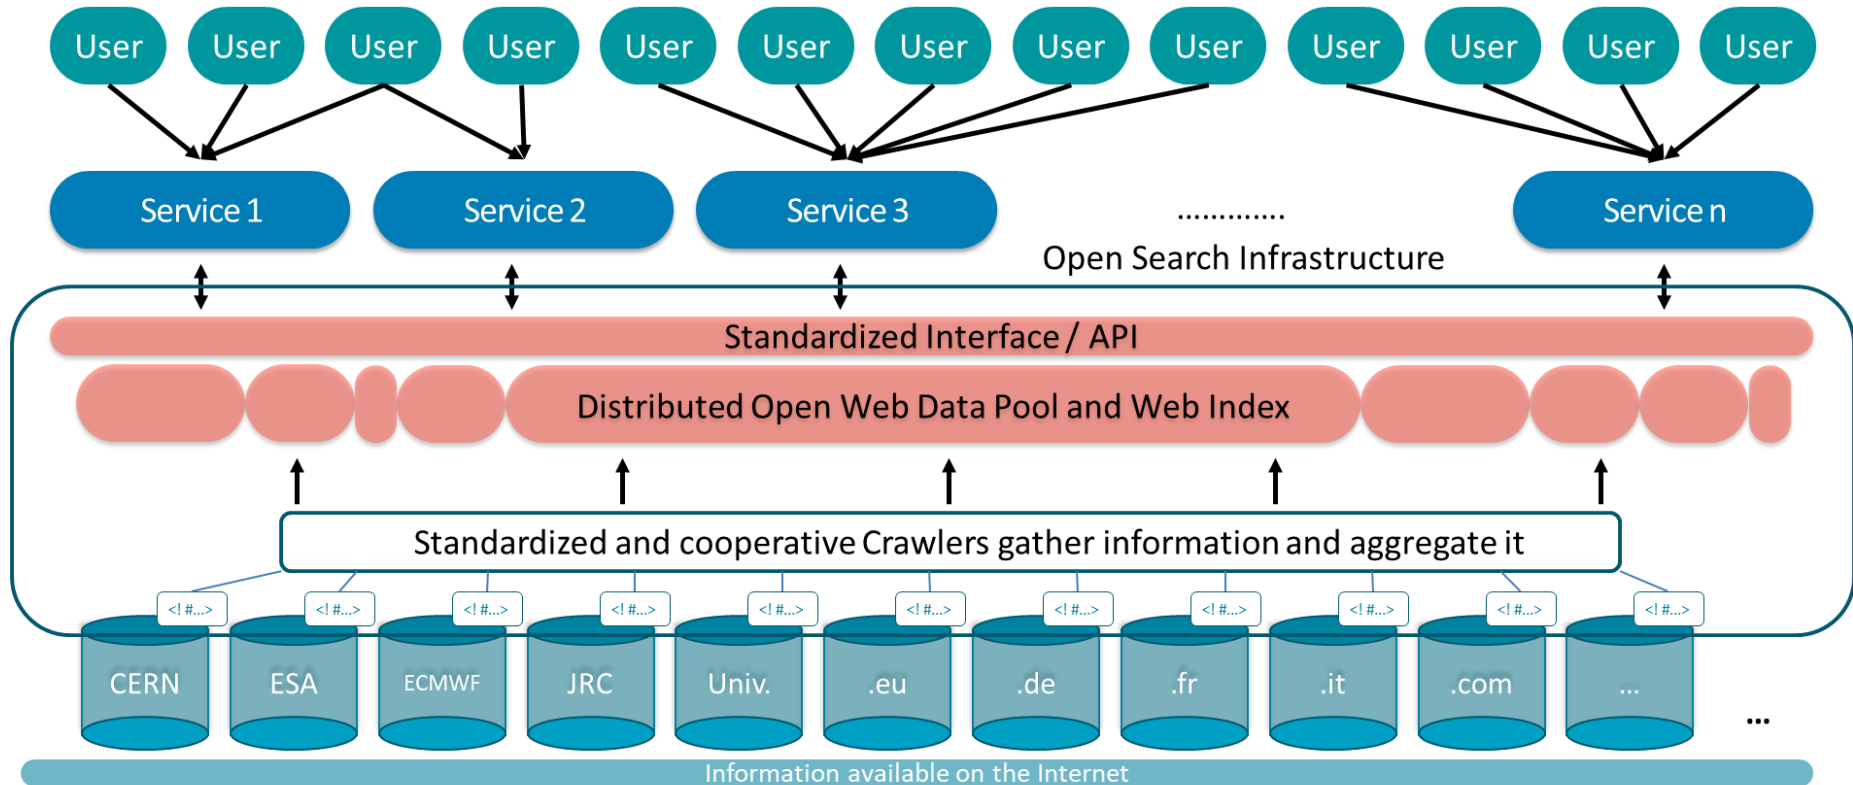 User User User User User User User User User User User User User
Service 1 Service 2 Service 3 ............. Service n
Open Search Infrastructure
Standardized Interface / API
Distributed Open Web Data Pool and Web Index
Standardized and cooperative Crawlers gather information and aggregate it
<! #...> <! #...> <! #...> <! #...> <! #...> <! #...> <! #...> <! #...> <! #...> <! #...> <! #...>
CERN ESA ECMWF JRC Univ. .eu .de .fr .it .com ...
...
Information available on the Internet